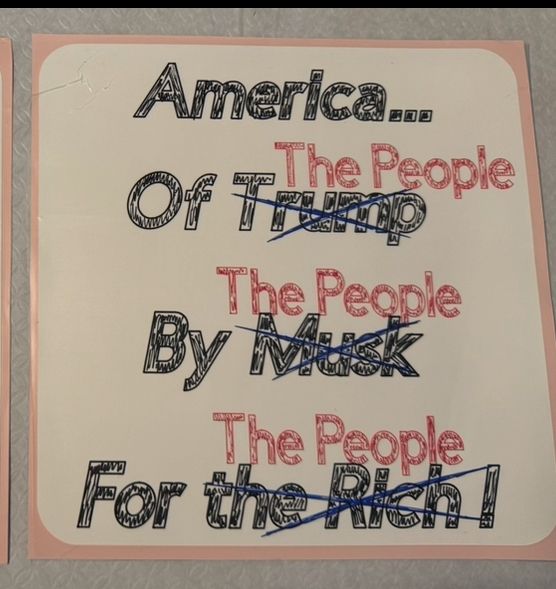 America...
The People
Of Trump
The People
By Musk
The People
For the Rich!